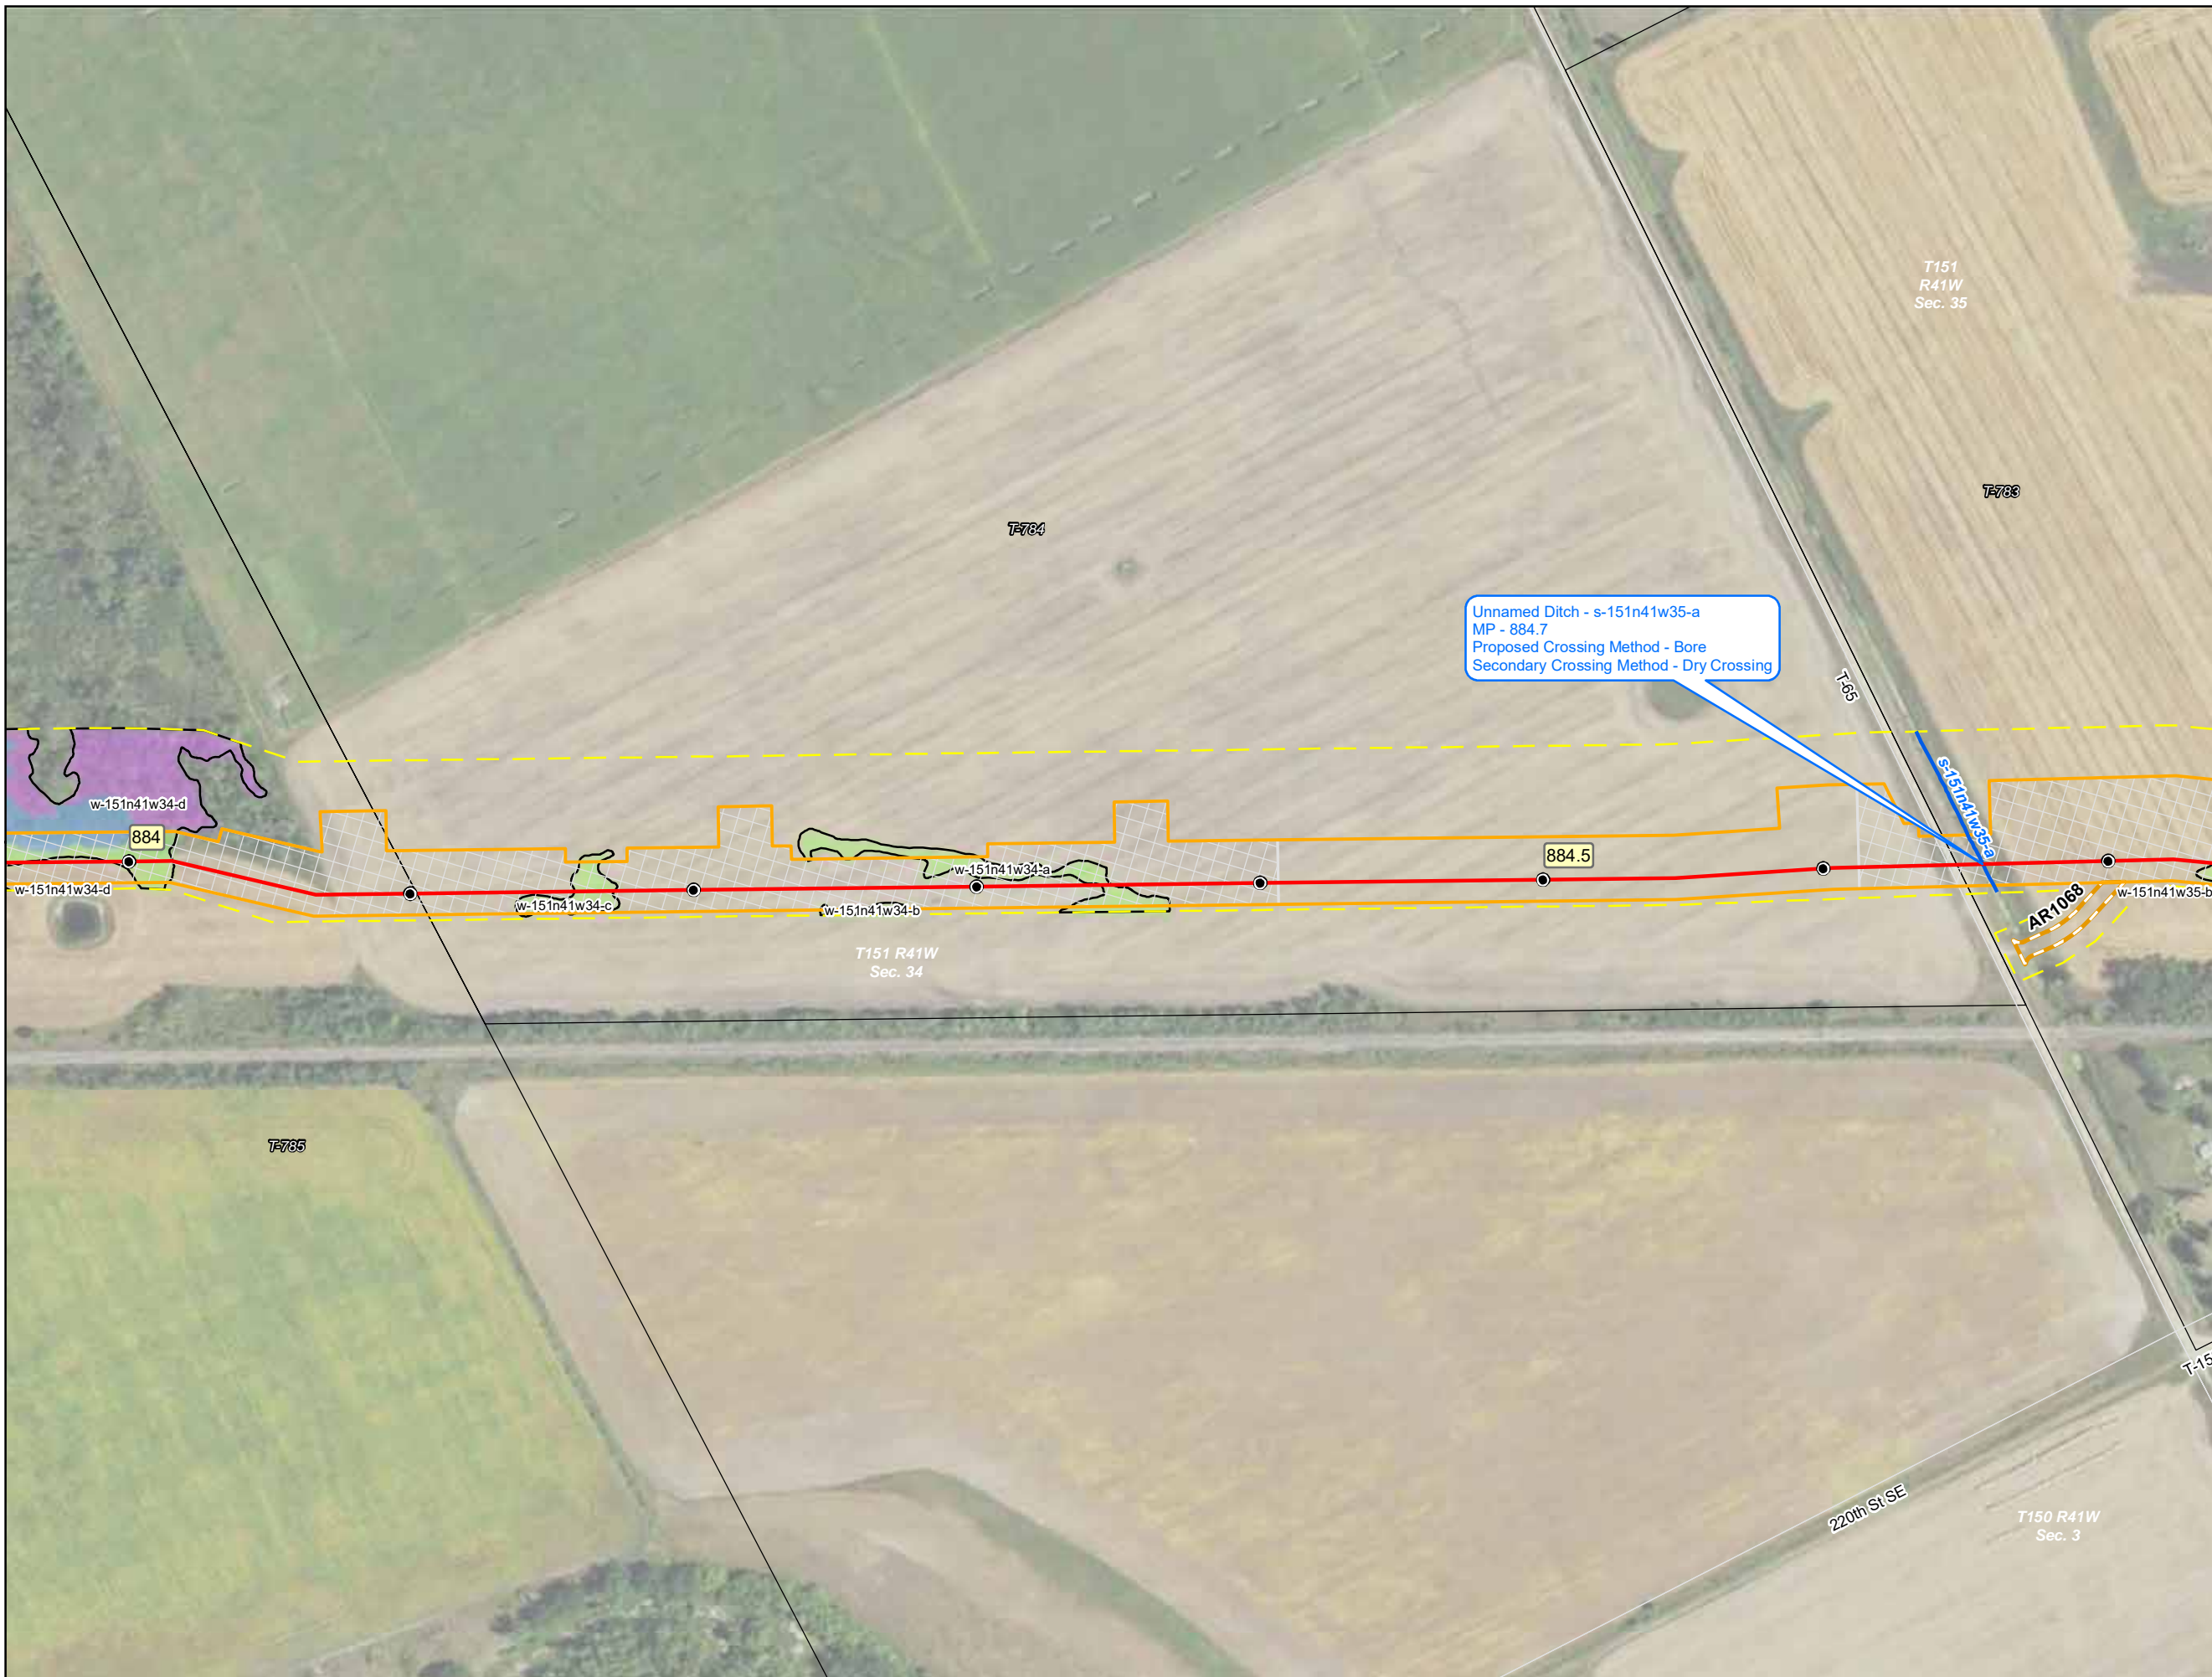 T151
R41W
Sec. 35
T-783
T-784
Unnamed Ditch - s-151n41w35-a
MP - 884.7
Proposed Crossing Method - Bore
Secondary Crossing Method - Dry Crossing
T-65
s-151n41w35-a
w-151n41w34-d
884
884.5
w-151n41w34-a
w-151n41w34-d
w-151n41w34-c
w-151n41w34-b
w-151n41w35-b
AR1068
T151 R41W
Sec. 34
T-785
T-15
220th St SE
T150 R41W
Sec. 3